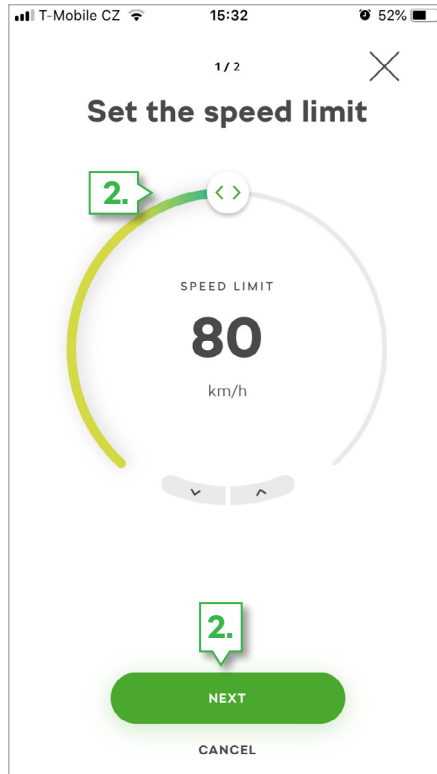 T-Mobile CZ 15:32 52%
1 / 2
Set the speed limit
2.
SPEED LIMIT
80
km/h
2.
NEXT
CANCEL